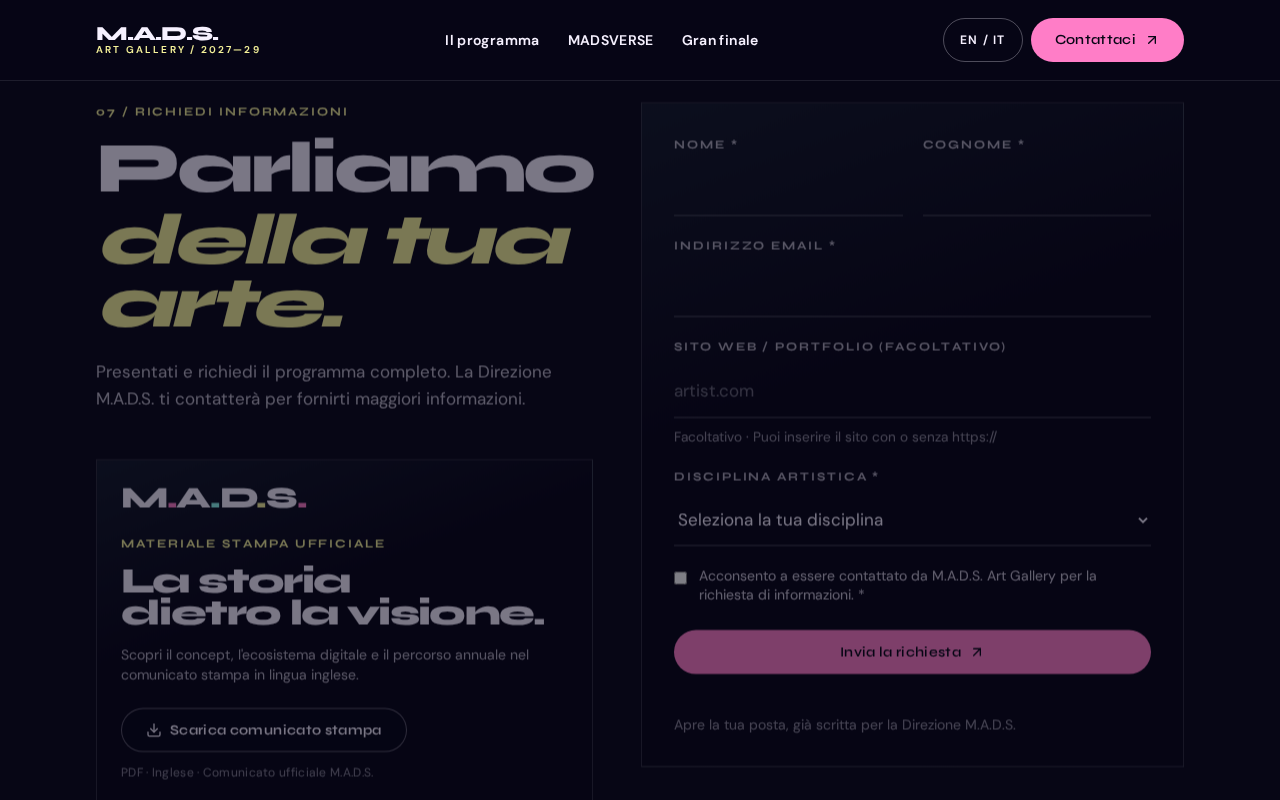 M.A.D.S.
ART GALLERY / 2027—29
Il programma
MADSVERSE
Gran finale
EN / IT
Contattaci
07 / RICHIEDI INFORMAZIONI
Parliamo
della tua
arte.
Presentati e richiedi il programma completo. La Direzione
M.A.D.S. ti contatterà per fornirti maggiori informazioni.
M.A.D.S.
MATERIALE STAMPA UFFICIALE
La storia
dietro la visione.
Scopri il concept, l'ecosistema digitale e il percorso annuale nel
comunicato stampa in lingua inglese.
Scarica comunicato stampa
PDF · Inglese · Comunicato ufficiale M.A.D.S.
NOME *
COGNOME *
INDIRIZZO EMAIL *
SITO WEB / PORTFOLIO (FACOLTATIVO)
artist.com
Facoltativo · Puoi inserire il sito con o senza https://
DISCIPLINA ARTISTICA *
Seleziona la tua disciplina
Acconsento a essere contattato da M.A.D.S. Art Gallery per la
richiesta di informazioni. *
Invia la richiesta
Apre la tua posta, già scritta per la Direzione M.A.D.S.